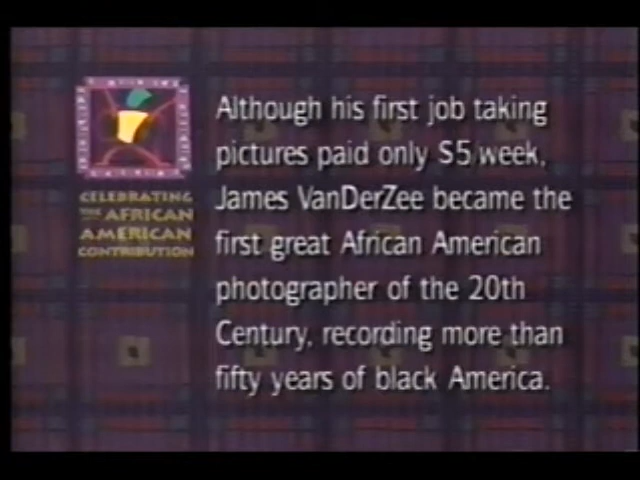 Although his first job taking
pictures paid only $5/week,
James VanDerZee became the
first great African American
photographer of the 20th
Century, recording more than
fifty years of black America.
CELEBRATING
THE AFRICAN
AMERICAN
CONTRIBUTION